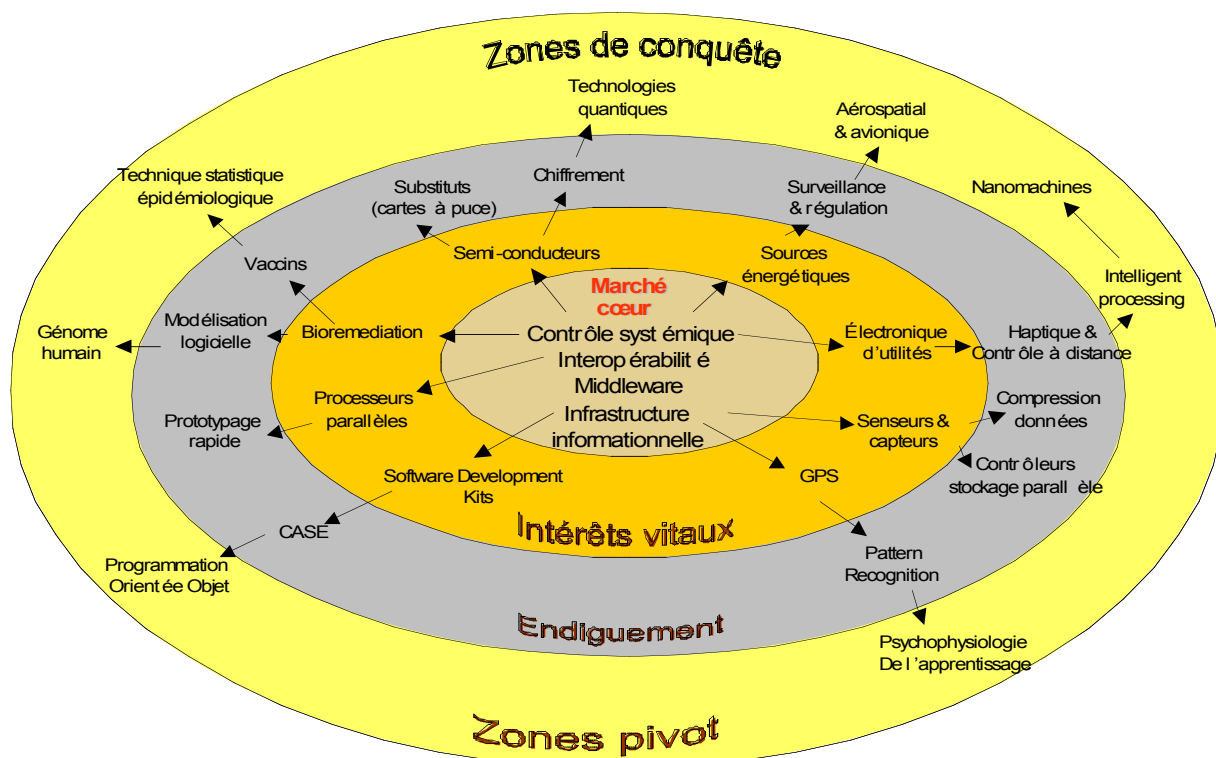 Zones de conquête
Technologies
quantiques
Aérospatial
& avionique
Technique statistique
épidémiologique
Substituts
(cartes à puce)
Chiffrement
Surveillance
& régulation
Nanomachines
Vaccins
Semi-conducteurs
Sources
énergétiques
Intelligent
processing
Marché
cœur
Génome
humain
Modélisation
logicielle
Bioremediation
Contrôle systémique
Interopérabilité
Middleware
Infrastructure
informationnelle
Électronique
d'utilités
Haptique &
Contrôle à distance
Prototypage
rapide
Processeurs
parallèles
Senseurs &
capteurs
Compression
données
Software Development
Kits
GPS
Contrôleurs
stockage parallèle
CASE
Intérêts vitaux
Programmation
Orientée Objet
Pattern
Recognition
Endiguement
Psychophysiologie
De l'apprentissage
Zones pivot